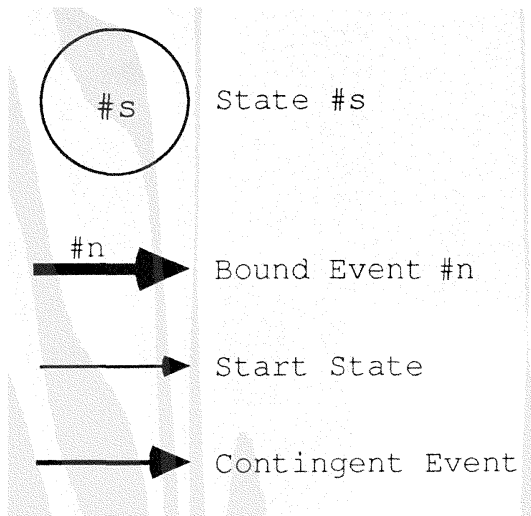 #s State #s
#n
Bound Event #n
Start State
Contingent Event